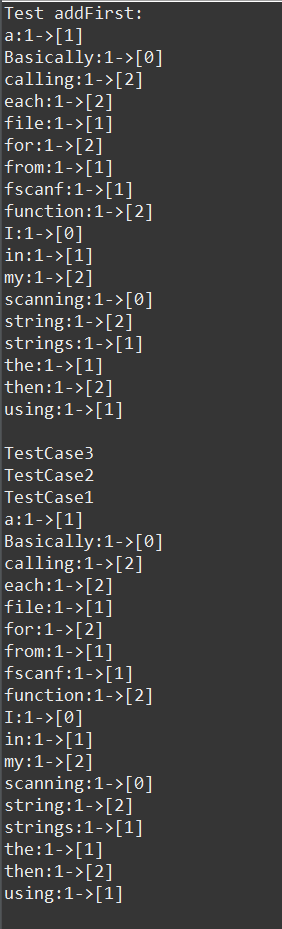 Test addFirst:
a:1->[1]
Basically:1->[0]
calling:1->[2]
each:1->[2]
file:1->[1]
for:1->[2]
from:1->[1]
fscanf:1->[1]
function:1->[2]
I:1->[0]
in:1->[1]
my:1->[2]
scanning:1->[0]
string:1->[2]
strings:1->[1]
the:1->[1]
then:1->[2]
using:1->[1]

TestCase3
TestCase2
TestCase1
a:1->[1]
Basically:1->[0]
calling:1->[2]
each:1->[2]
file:1->[1]
for:1->[2]
from:1->[1]
fscanf:1->[1]
function:1->[2]
I:1->[0]
in:1->[1]
my:1->[2]
scanning:1->[0]
string:1->[2]
strings:1->[1]
the:1->[1]
then:1->[2]
using:1->[1]